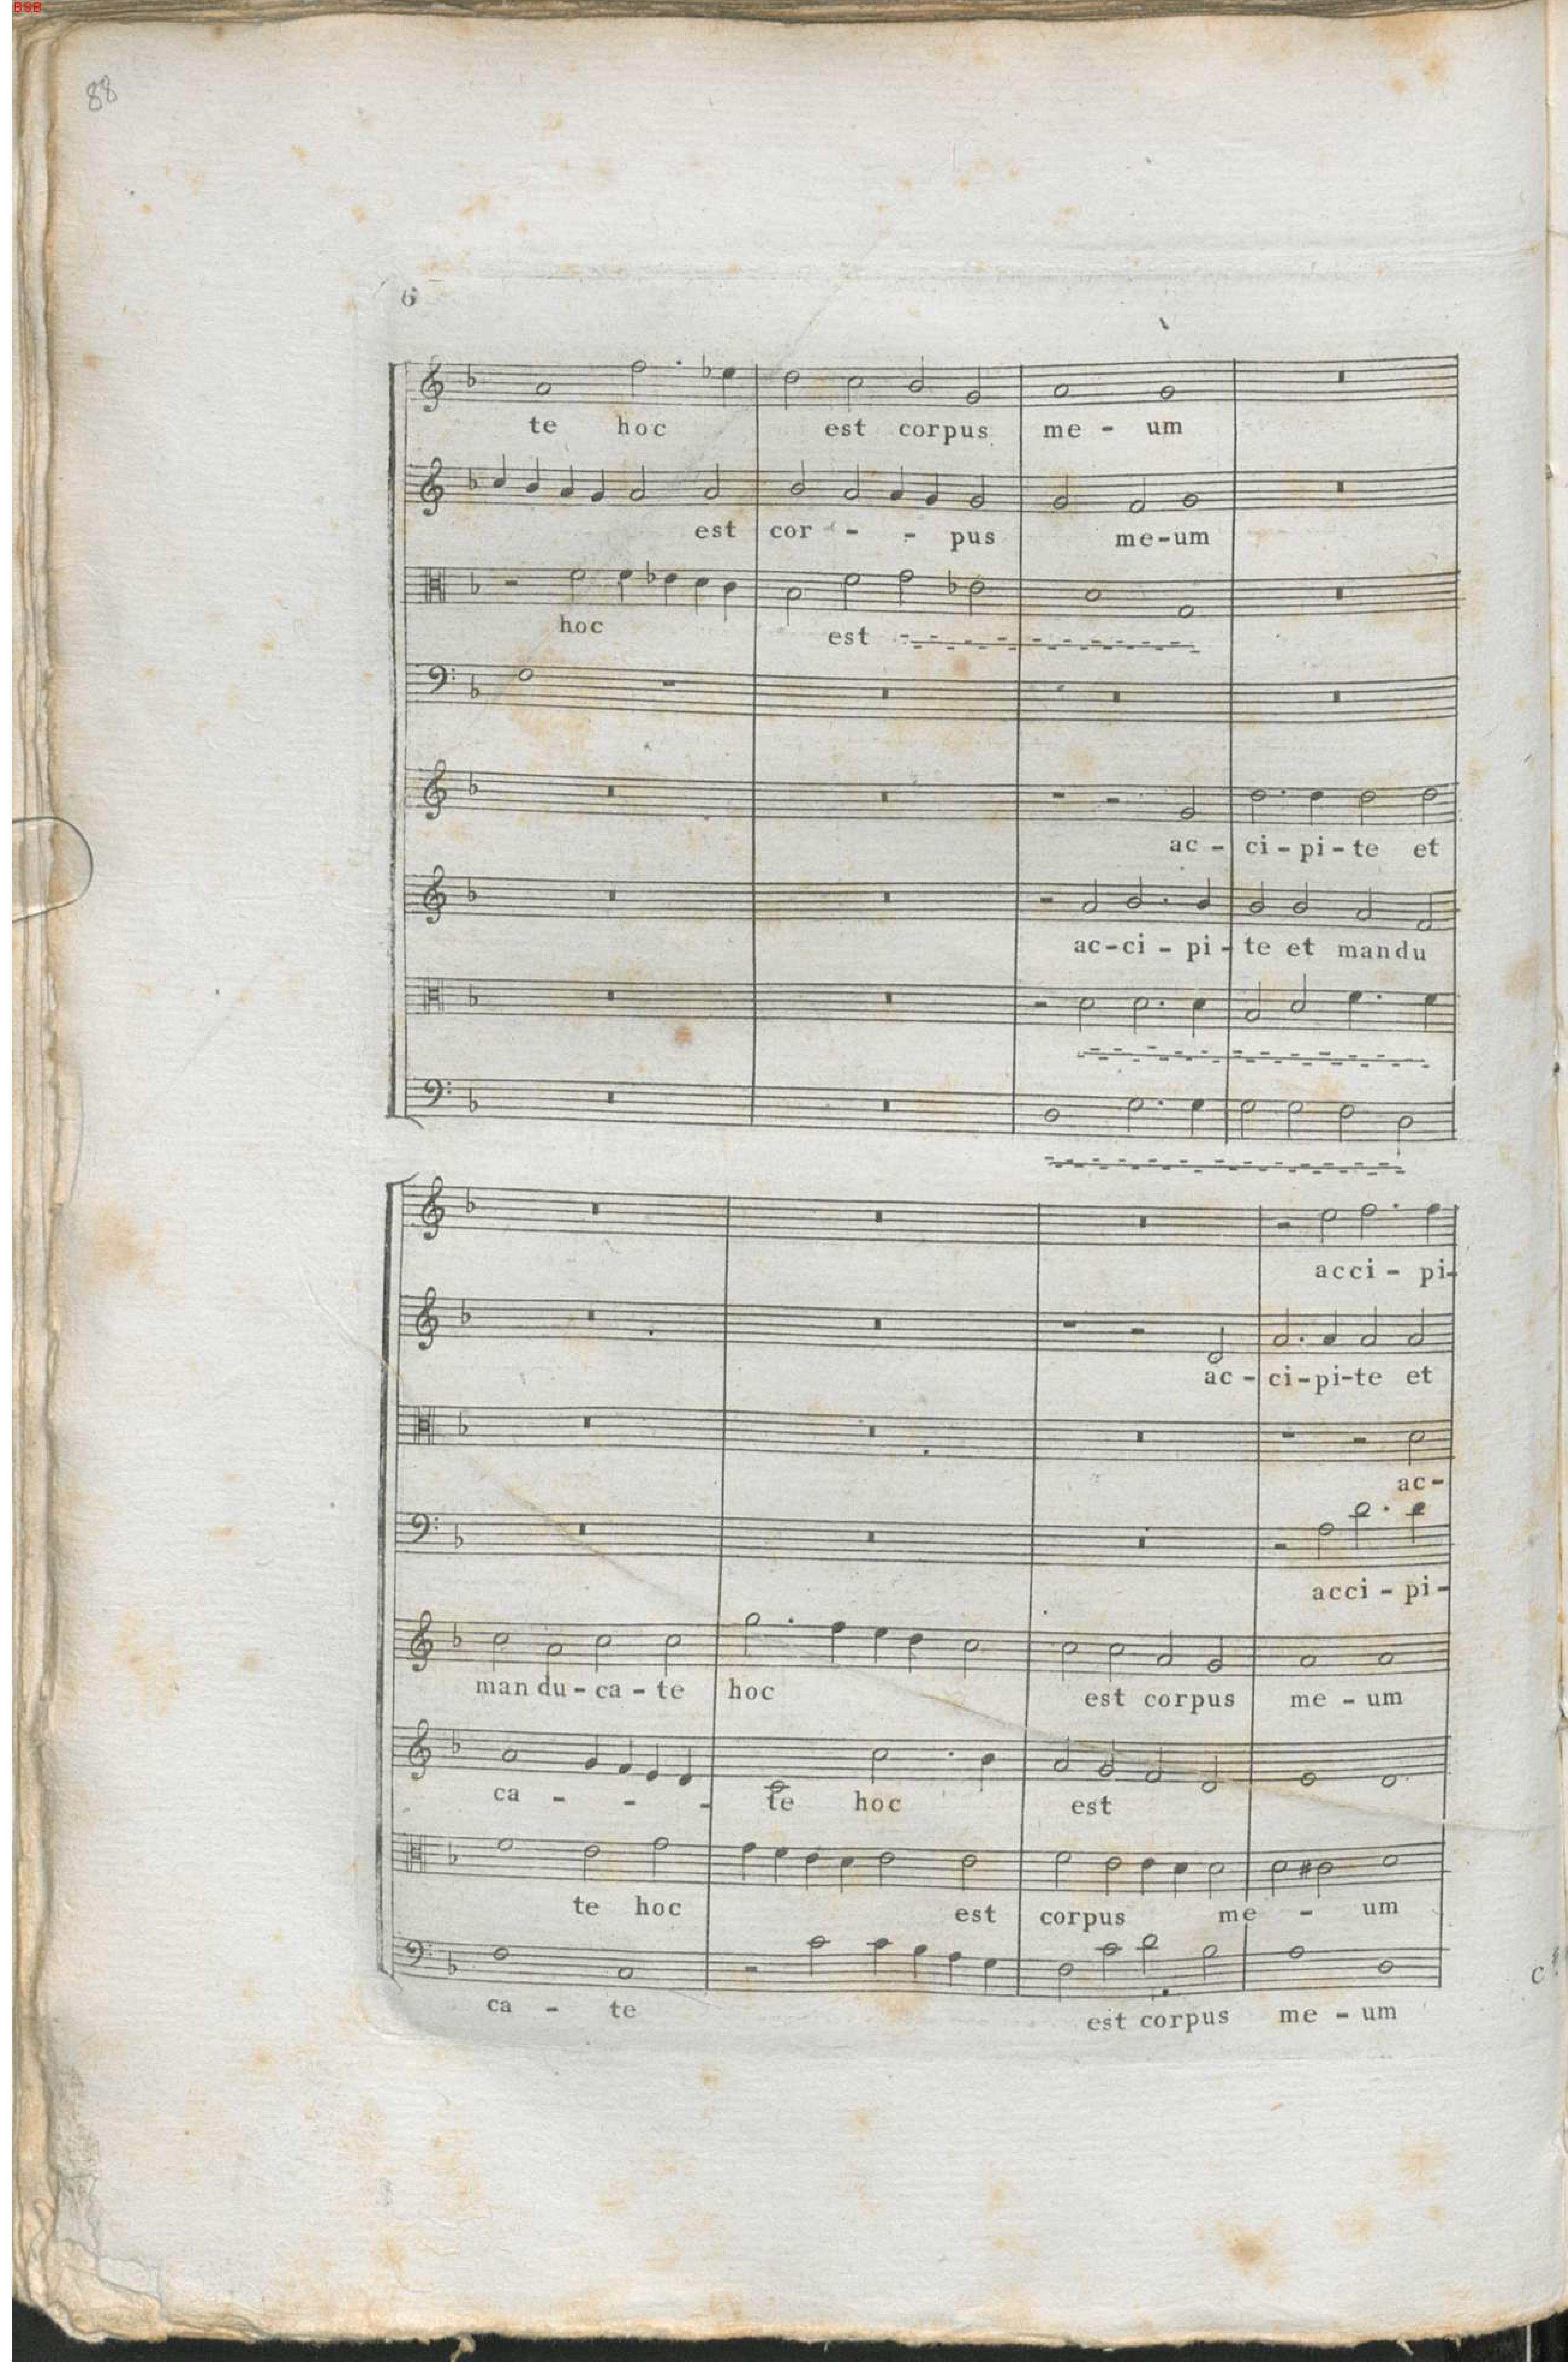 BSB
88
6
te hoc est corpus me - um
est cor - - pus me-um
hoc est
ac - ci - pi - te et
ac-ci - pi - te et mandu
acci - pi-
ac - ci-pi-te et
ac-
acci - pi-
man du - ca - te hoc est corpus me - um
ca - - - te hoc est
te hoc est corpus me - um
ca - te est corpus me - um
c